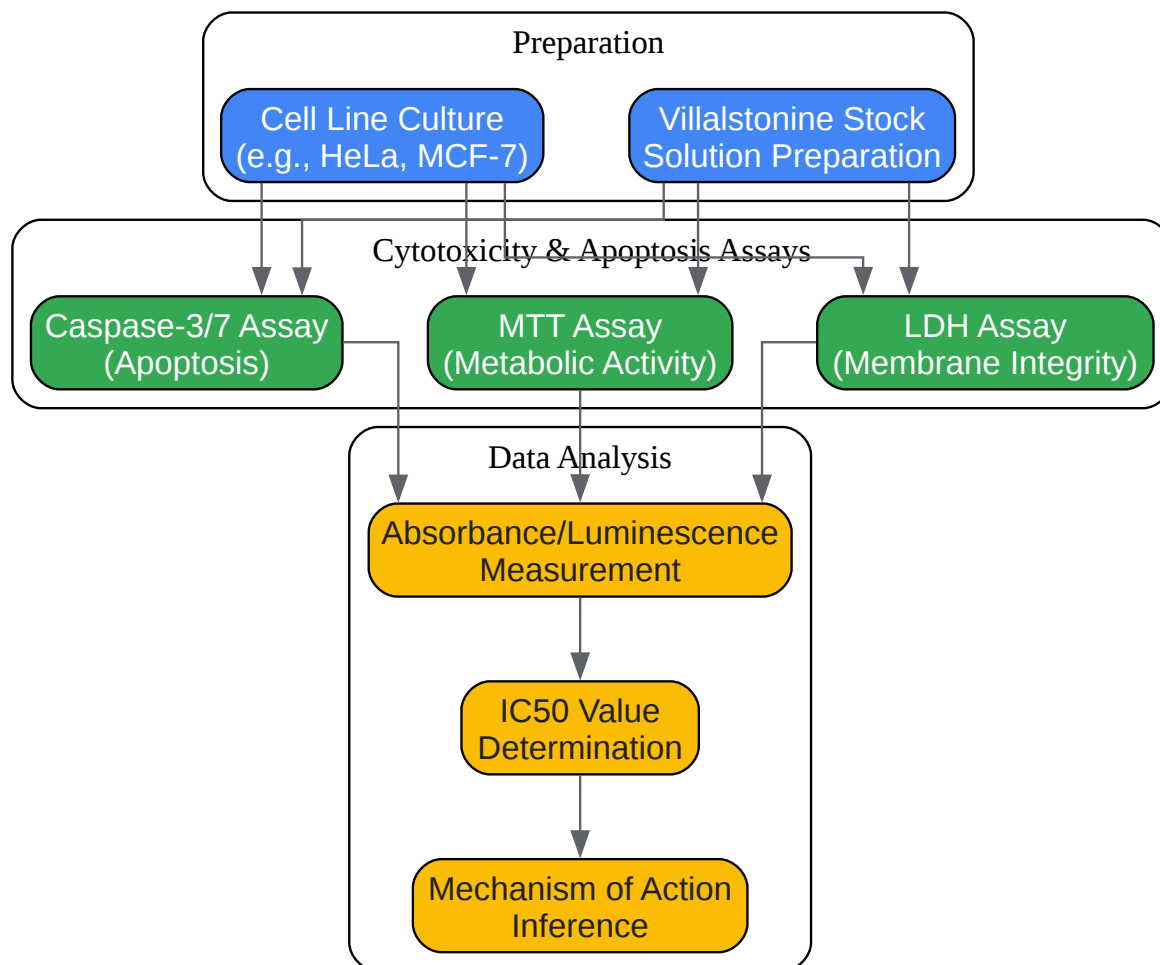 Preparation
Cell Line Culture
(e.g., HeLa, MCF-7)
Villalstonine Stock
Solution Preparation
Cytotoxicity & Apoptosis Assays
Caspase-3/7 Assay
(Apoptosis)
MTT Assay
(Metabolic Activity)
LDH Assay
(Membrane Integrity)
Data Analysis
Absorbance/Luminescence
Measurement
IC50 Value
Determination
Mechanism of Action
Inference